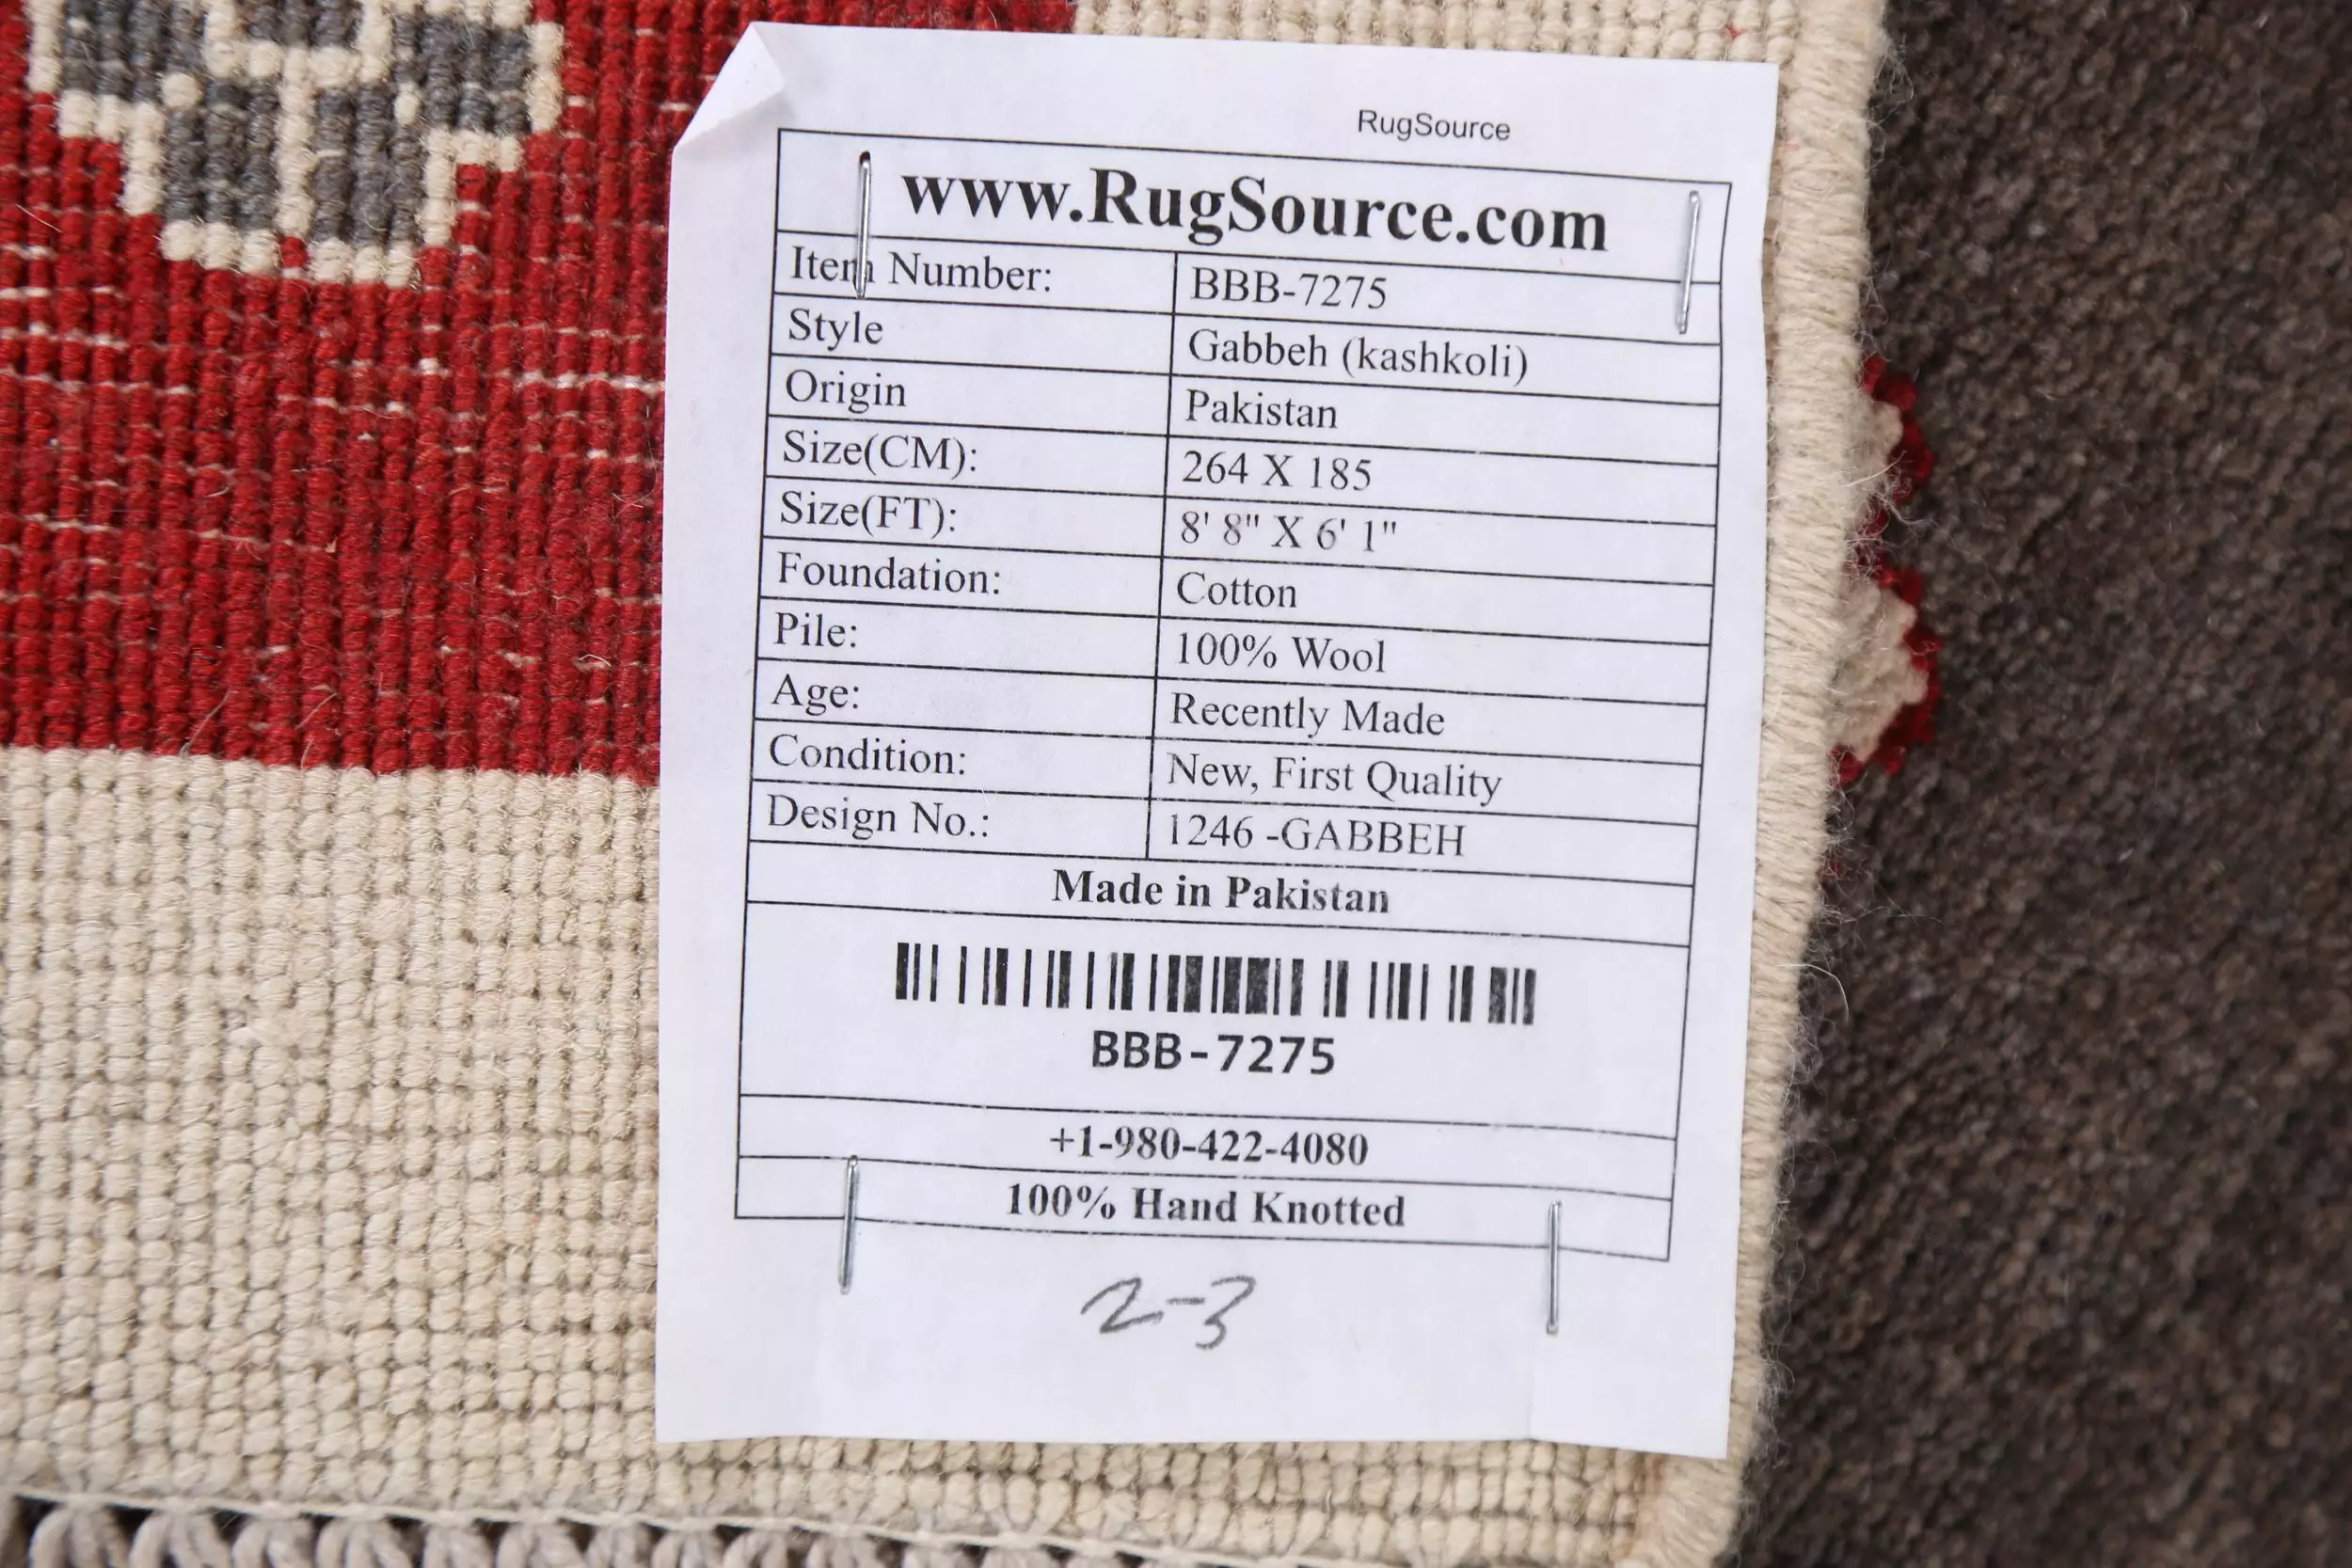 RugSource
www.RugSource.com
Item Number: BBB-7275
Style Gabbeh (kashkoli)
Origin Pakistan
Size(CM): 264 X 185
Size(FT): 8' 8" X 6' 1"
Foundation: Cotton
Pile: 100% Wool
Age: Recently Made
Condition: New, First Quality
Design No.: 1246 -GABBEH
Made in Pakistan
BBB-7275
+1-980-422-4080
100% Hand Knotted
2-3